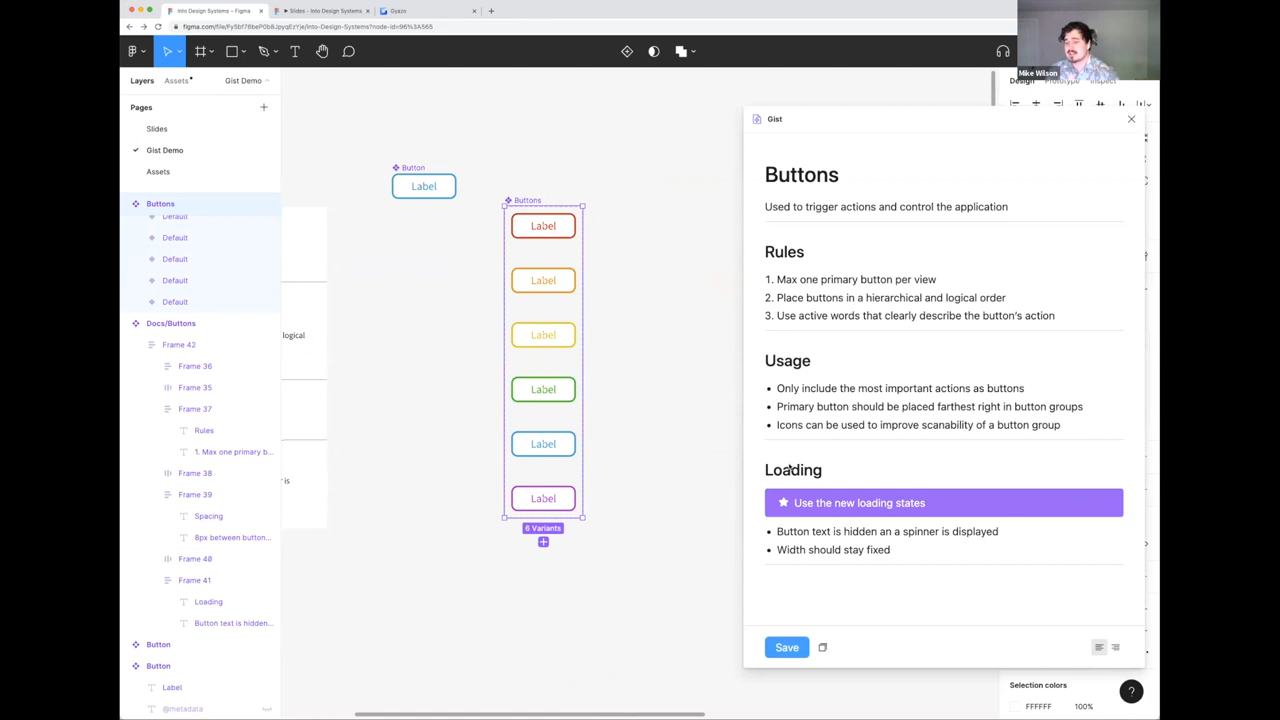 Into Design Systems – Figma
Slides - Into Design Systems
Gyazo
figma.com/file/
Mike Wilson
Layers
Assets
Gist Demo
Design
Prototype
Inspect
Pages
Slides
Gist Demo
Assets
Buttons
Default
Default
Default
Default
Default
Docs/Buttons
Frame 42
Frame 36
Frame 35
Frame 37
Rules
1. Max one primary b...
Frame 38
Frame 39
Spacing
8px between button...
Frame 40
Frame 41
Loading
Button text is hidden...
Button
Button
Label
@metadata
logical
is
Button
Label
Buttons
Label
Label
Label
Label
Label
Label
6 Variants
Gist
Buttons
Used to trigger actions and control the application
Rules
1. Max one primary button per view
2. Place buttons in a hierarchical and logical order
3. Use active words that clearly describe the button's action
Usage
• Only include the most important actions as buttons
• Primary button should be placed farthest right in button groups
• Icons can be used to improve scanability of a button group
Loading
Use the new loading states
• Button text is hidden an a spinner is displayed
• Width should stay fixed
Save
Selection colors
FFFFFF
100%
?